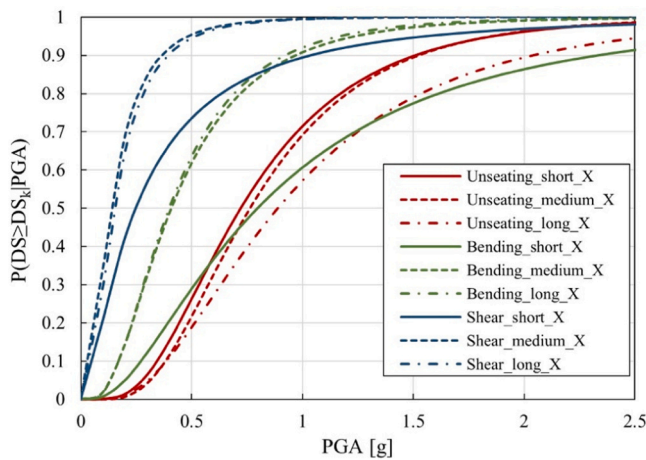 1
0.9
0.8
0.7
0.6
0.5
0.4
0.3
0.2
0.1
0
P(DS≥DSk|PGA)
Unseating_short_X
Unseating_medium_X
Unseating_long_X
Bending_short_X
Bending_medium_X
Bending_long_X
Shear_short_X
Shear_medium_X
Shear_long_X
0 0.5 1 1.5 2 2.5
PGA [g]